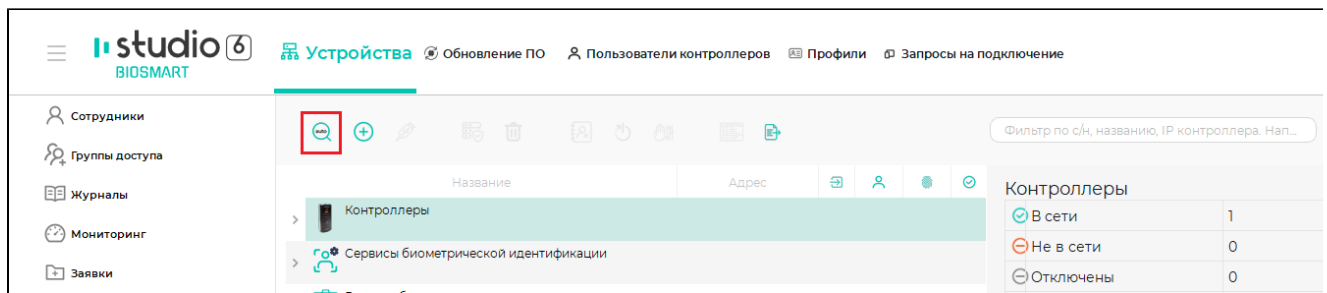 studio 6
BIOSMART
Устройства Обновление ПО Пользователи контроллеров Профили Запросы на подключение
Сотрудники
Группы доступа
Журналы
Мониторинг
Заявки
auto
Фильтр по с/н, названию, IP контроллера. Нап...
Название Адрес
Контроллеры
Сервисы биометрической идентификации
Контроллеры
В сети 1
Не в сети 0
Отключены 0